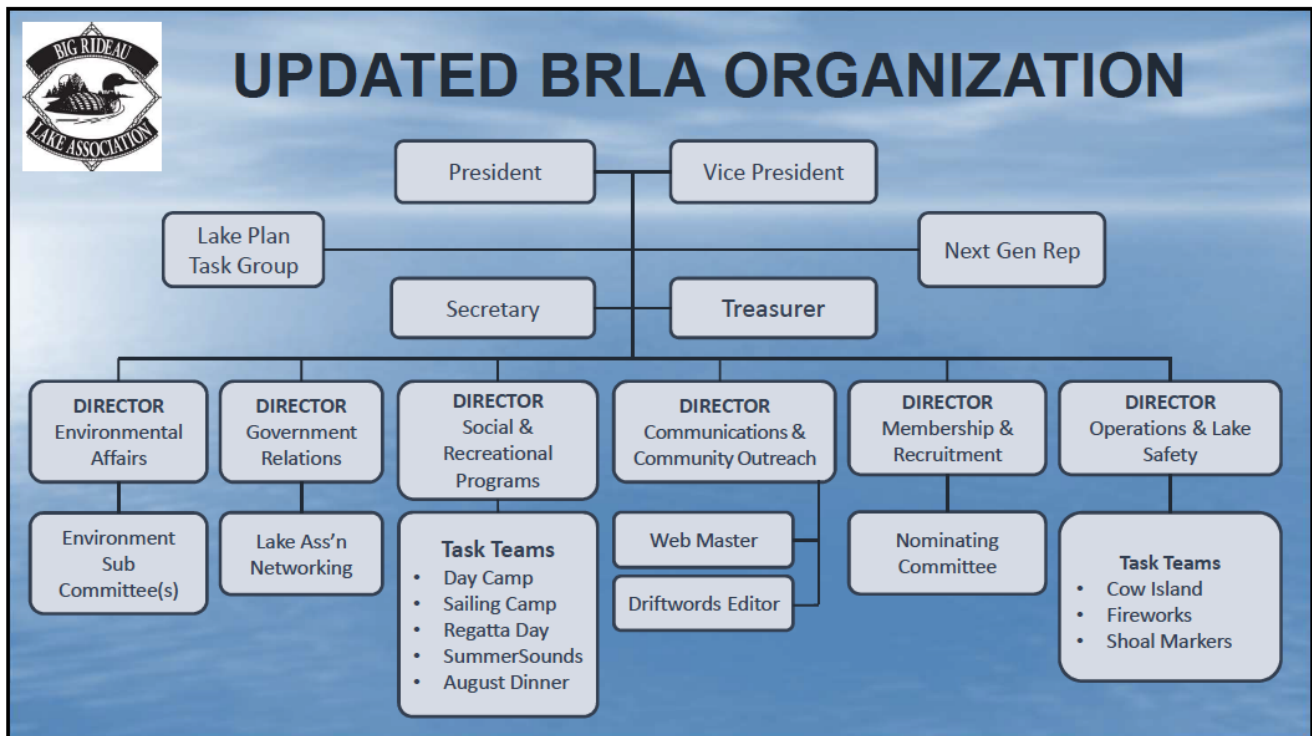 BIG RIDEAU
LAKE ASSOCIATION
UPDATED BRLA ORGANIZATION
President
Vice President
Lake Plan
Task Group
Next Gen Rep
Secretary
Treasurer
DIRECTOR
Environmental
Affairs
DIRECTOR
Government
Relations
DIRECTOR
Social &
Recreational
Programs
DIRECTOR
Communications &
Community Outreach
DIRECTOR
Membership &
Recruitment
DIRECTOR
Operations & Lake
Safety
Environment
Sub
Committee(s)
Lake Ass’n
Networking
Task Teams
• Day Camp
• Sailing Camp
• Regatta Day
• SummerSounds
• August Dinner
Web Master
Driftwords Editor
Nominating
Committee
Task Teams
• Cow Island
• Fireworks
• Shoal Markers